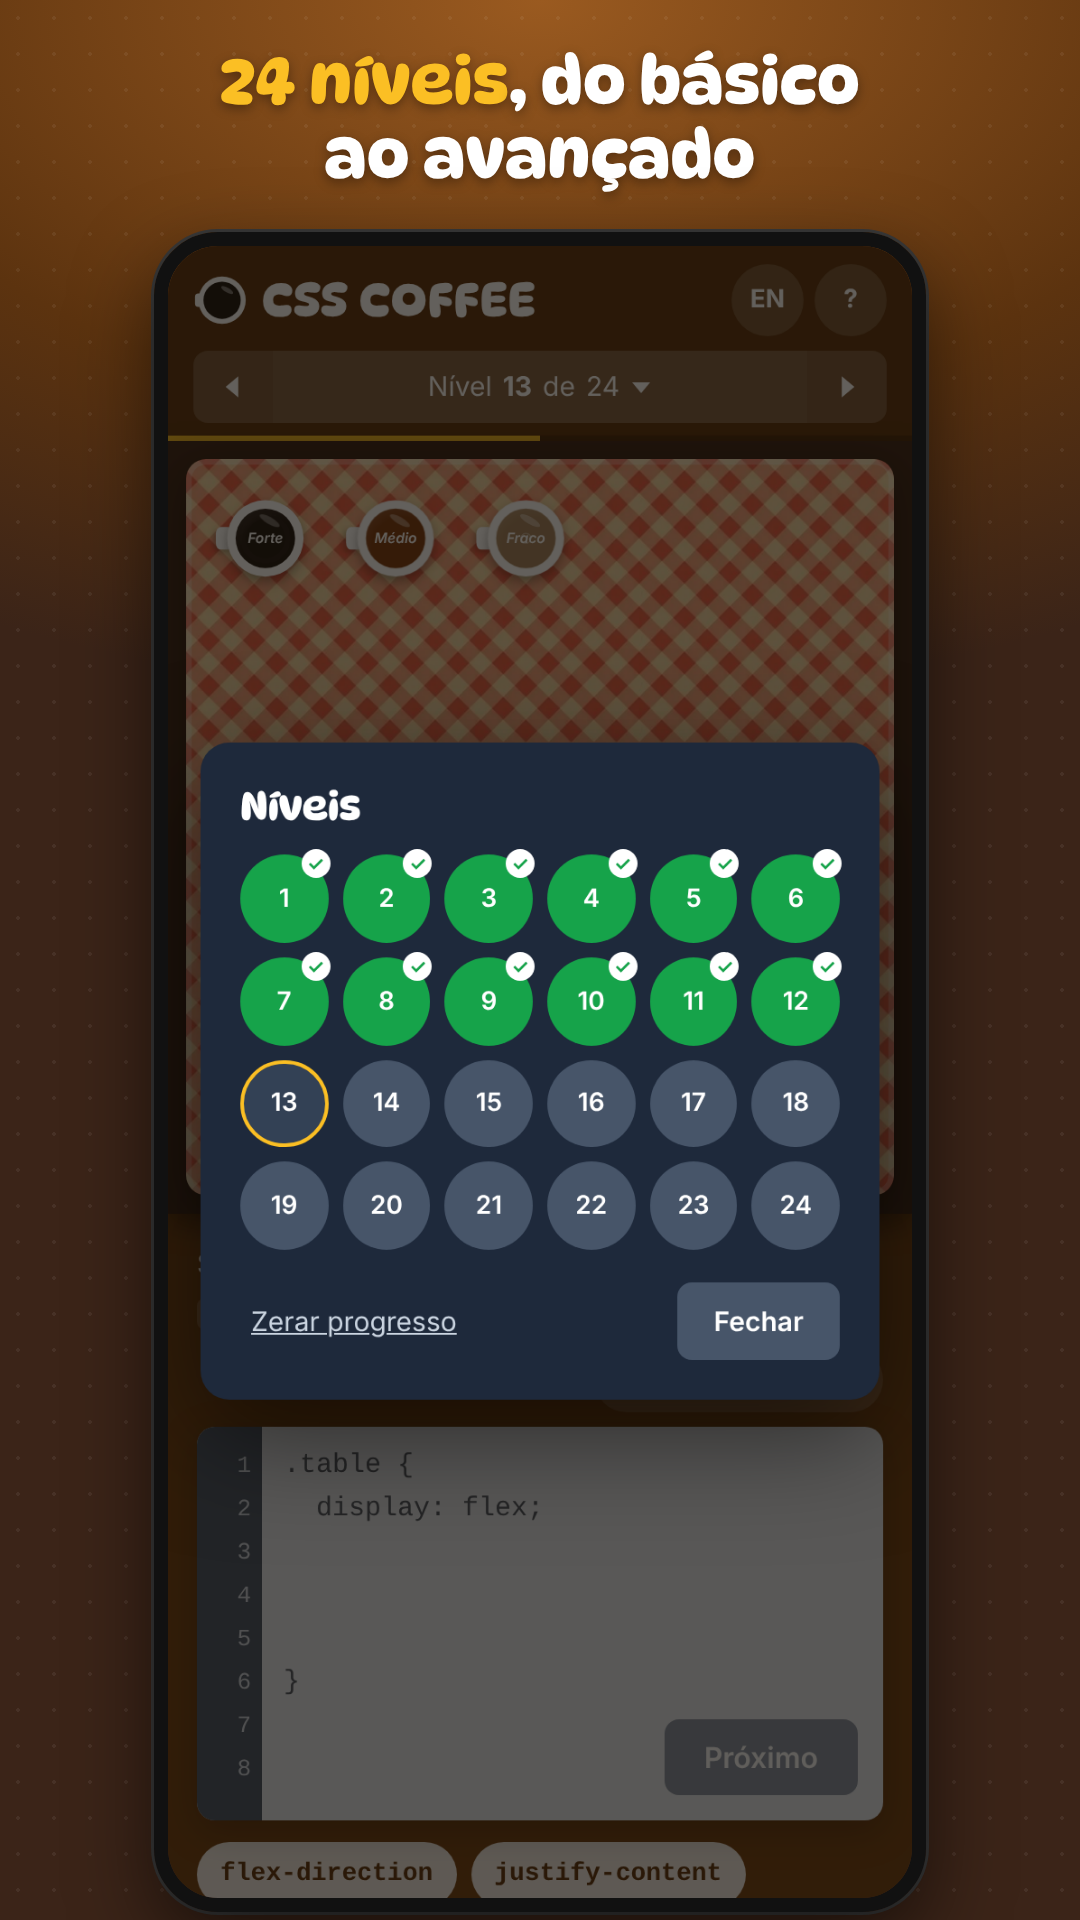 24 níveis, do básico
ao avançado
CSS COFFEE
EN
?
Nível 13 de 24
Forte
Médio
Fraco
Níveis
1 2 3 4 5 6
7 8 9 10 11 12
13 14 15 16 17 18
19 20 21 22 23 24
Zerar progresso
Fechar
1 .table {
2 display: flex;
3
4
5
6 }
7
8
Próximo
flex-direction
justify-content